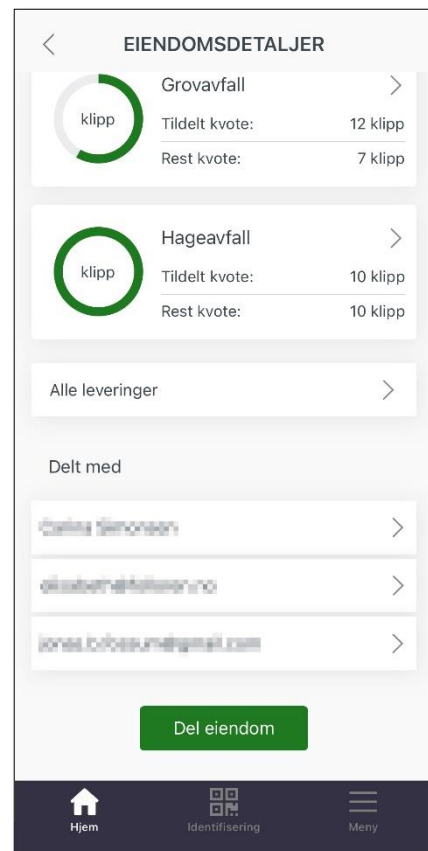 EIENDOMSDETALJER
Grovavfall
klipp
Tildelt kvote: 12 klipp
Rest kvote: 7 klipp
Hageavfall
klipp
Tildelt kvote: 10 klipp
Rest kvote: 10 klipp
Alle leveringer
Delt med
Del eiendom
Hjem Identifisering Meny